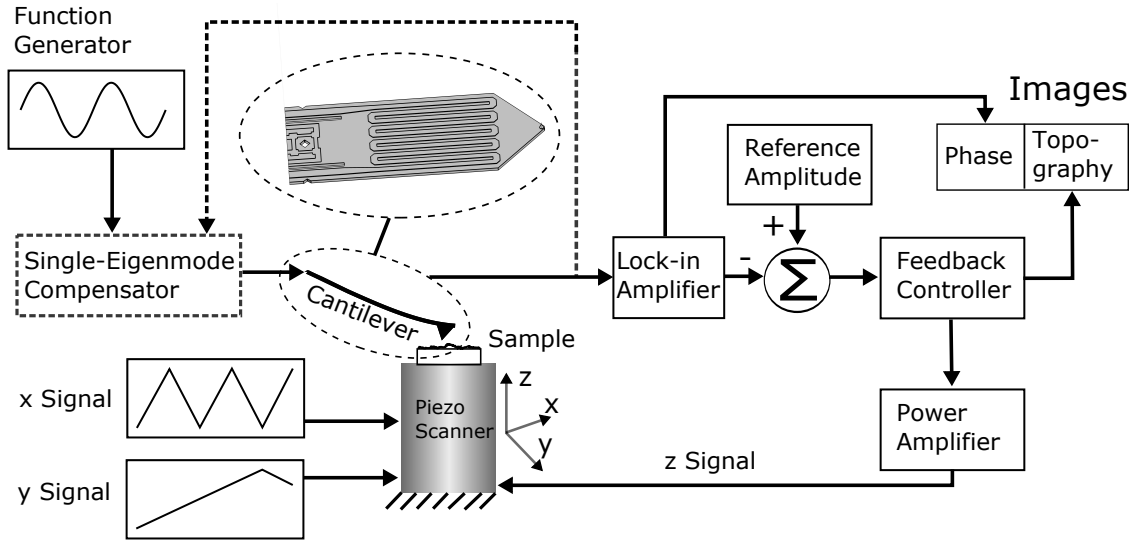 Function
Generator
Images
Reference
Amplitude
Phase
Topo-
graphy
+
-
Σ
Single-Eigenmode
Compensator
Cantilever
Lock-in
Amplifier
Feedback
Controller
Sample
z
x
y
Piezo
Scanner
x Signal
y Signal
Power
Amplifier
z Signal